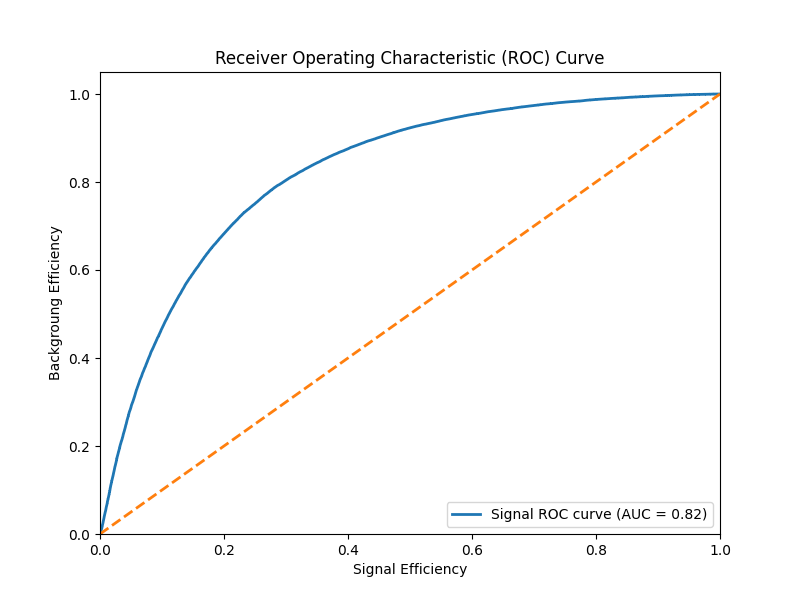 Receiver Operating Characteristic (ROC) Curve
1.0
0.8
0.6
0.4
0.2
0.0
Backgroung Efficiency
0.0 0.2 0.4 0.6 0.8 1.0
Signal Efficiency
Signal ROC curve (AUC = 0.82)